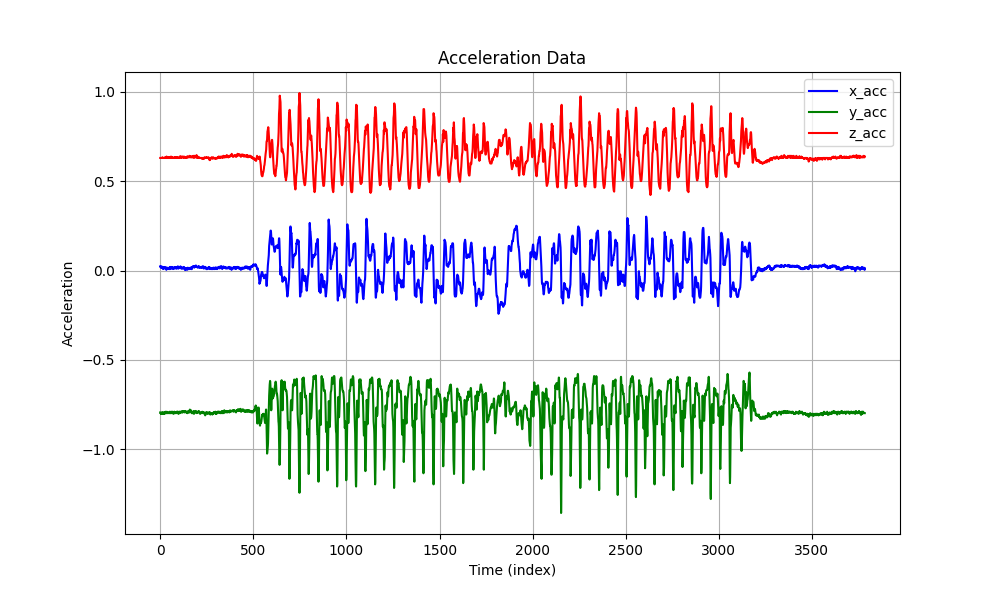 Acceleration Data
x_acc
y_acc
z_acc
1.0
0.5
0.0
−0.5
−1.0
Acceleration
0 500 1000 1500 2000 2500 3000 3500
Time (index)